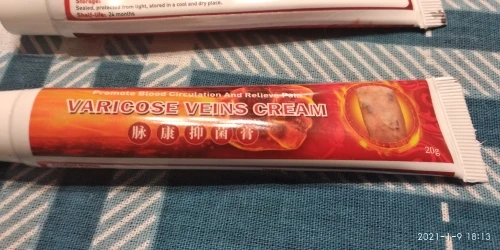 Storage:
Sealed, protected from light, stored in a cool and dry place.
Shelf-life: 24 months
Promote Blood Circulation And Relieve Pain
VARICOSE VEINS CREAM
脉康抑菌膏
20g
2021-1-9 18:13